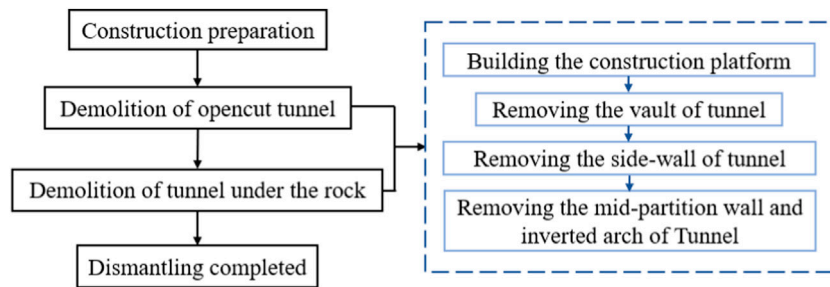 Construction preparation
Demolition of opencut tunnel
Demolition of tunnel under the rock
Dismantling completed
Building the construction platform
Removing the vault of tunnel
Removing the side-wall of tunnel
Removing the mid-partition wall and
inverted arch of Tunnel